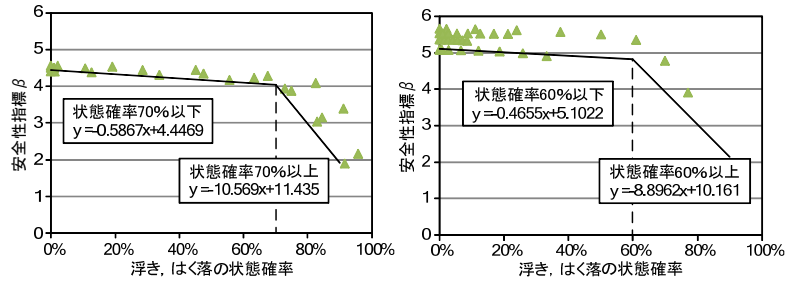 6
5
4
3
2
1
0
安全性指標β
状態確率70%以下
y=-0.5867x+4.4469
状態確率70%以上
y=-10.569x+11.435
0% 20% 40% 60% 80% 100%
浮き，はく落の状態確率
6
5
4
3
2
1
0
安全性指標β
状態確率60%以下
y=-0.4655x+5.1022
状態確率60%以上
y=-8.8962x+10.161
0% 20% 40% 60% 80% 100%
浮き，はく落の状態確率